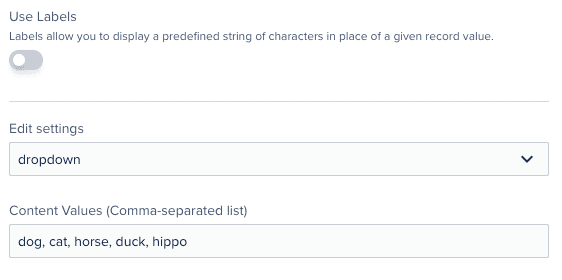 Use Labels
Labels allow you to display a predefined string of characters in place of a given record value.
Edit settings
dropdown
Content Values (Comma-separated list)
dog, cat, horse, duck, hippo